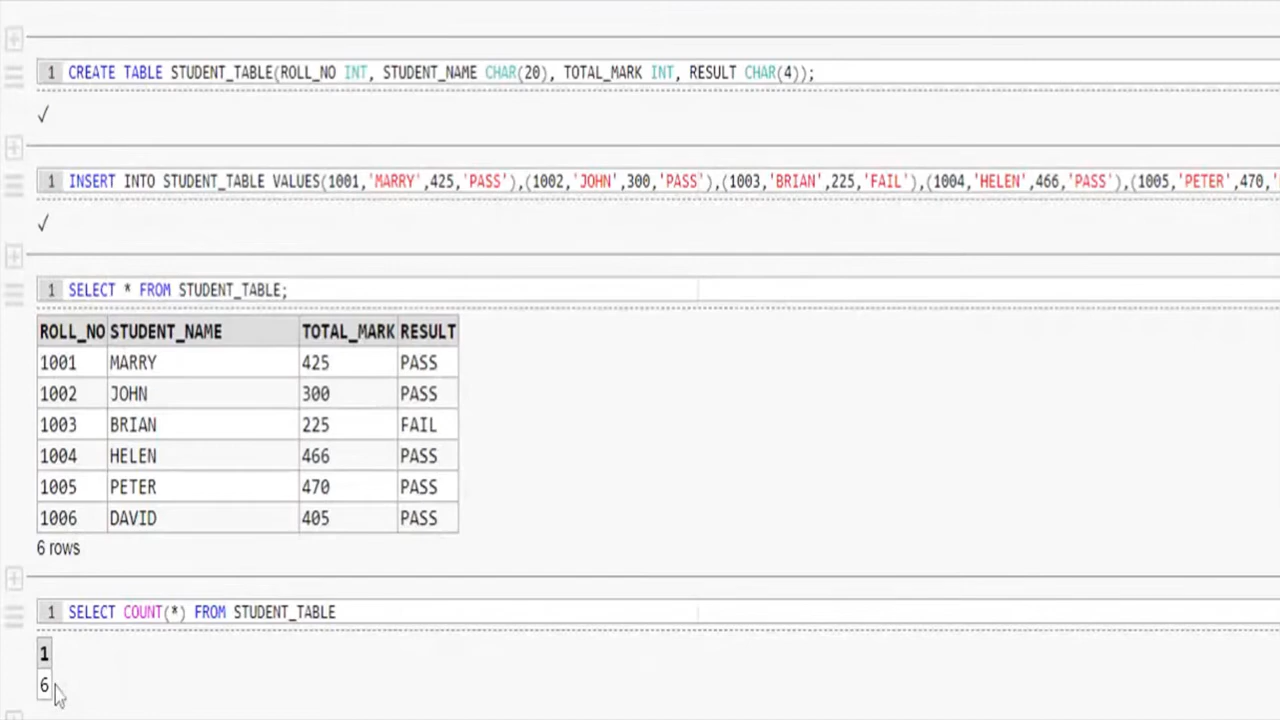 1 CREATE TABLE STUDENT_TABLE(ROLL_NO INT, STUDENT_NAME CHAR(20), TOTAL_MARK INT, RESULT CHAR(4));
√
1 INSERT INTO STUDENT_TABLE VALUES(1001,'MARRY',425,'PASS'),(1002,'JOHN',300,'PASS'),(1003,'BRIAN',225,'FAIL'),(1004,'HELEN',466,'PASS'),(1005,'PETER',470,'
√
1 SELECT * FROM STUDENT_TABLE;
ROLL_NO STUDENT_NAME TOTAL_MARK RESULT
1001 MARRY 425 PASS
1002 JOHN 300 PASS
1003 BRIAN 225 FAIL
1004 HELEN 466 PASS
1005 PETER 470 PASS
1006 DAVID 405 PASS
6 rows
1 SELECT COUNT(*) FROM STUDENT_TABLE
1
6